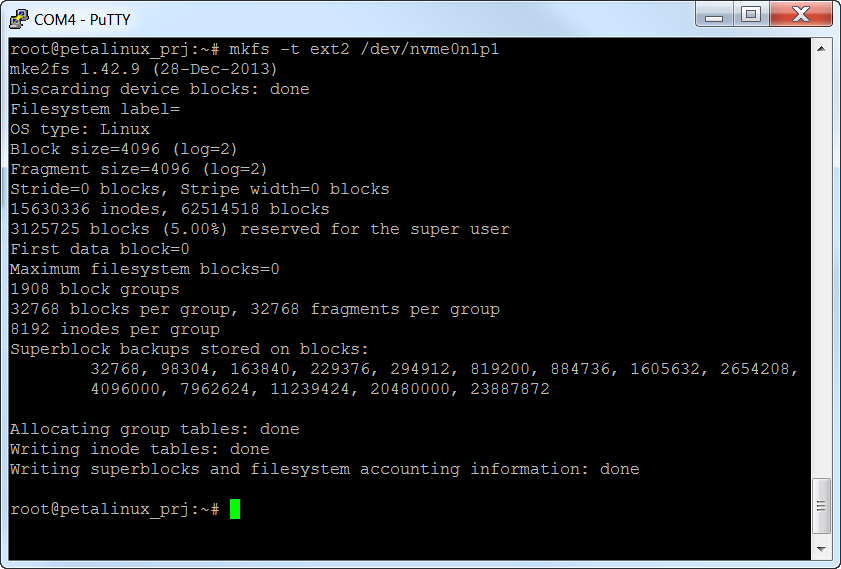 COM4 - PuTTY
root@petalinux_prj:~# mkfs -t ext2 /dev/nvme0n1p1
mke2fs 1.42.9 (28-Dec-2013)
Discarding device blocks: done
Filesystem label=
OS type: Linux
Block size=4096 (log=2)
Fragment size=4096 (log=2)
Stride=0 blocks, Stripe width=0 blocks
15630336 inodes, 62514518 blocks
3125725 blocks (5.00%) reserved for the super user
First data block=0
Maximum filesystem blocks=0
1908 block groups
32768 blocks per group, 32768 fragments per group
8192 inodes per group
Superblock backups stored on blocks:
        32768, 98304, 163840, 229376, 294912, 819200, 884736, 1605632, 2654208,
        4096000, 7962624, 11239424, 20480000, 23887872
Allocating group tables: done
Writing inode tables: done
Writing superblocks and filesystem accounting information: done
root@petalinux_prj:~#